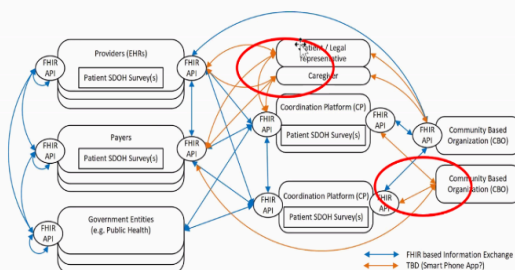 Providers (EHRs)
Patient SDOH Survey(s)
FHIR
API
FHIR
API
Patient / Legal
representative
Caregiver
Coordination Platform (CP)
Patient SDOH Survey(s)
FHIR
API
FHIR
API
FHIR
API
Community Based
Organization (CBO)
Payers
Patient SDOH Survey(s)
FHIR
API
FHIR
API
Community Based
Organization (CBO)
Coordination Platform (CP)
Patient SDOH Survey(s)
FHIR
API
FHIR
API
Government Entities
(e.g. Public Health)
FHIR
API
FHIR based Information Exchange
TBD (Smart Phone App?)